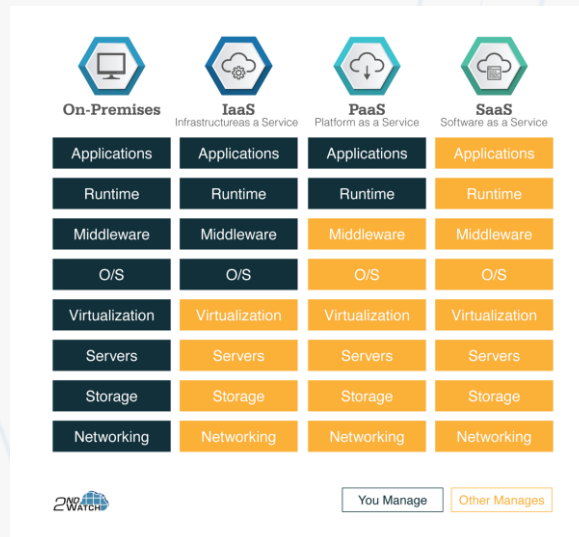 On-Premises IaaS PaaS SaaS
Infrastructureas a Service Platform as a Service Software as a Service
Applications Applications Applications Applications
Runtime Runtime Runtime Runtime
Middleware Middleware Middleware Middleware
O/S O/S O/S O/S
Virtualization Virtualization Virtualization Virtualization
Servers Servers Servers Servers
Storage Storage Storage Storage
Networking Networking Networking Networking
2ND WATCH
You Manage Other Manages